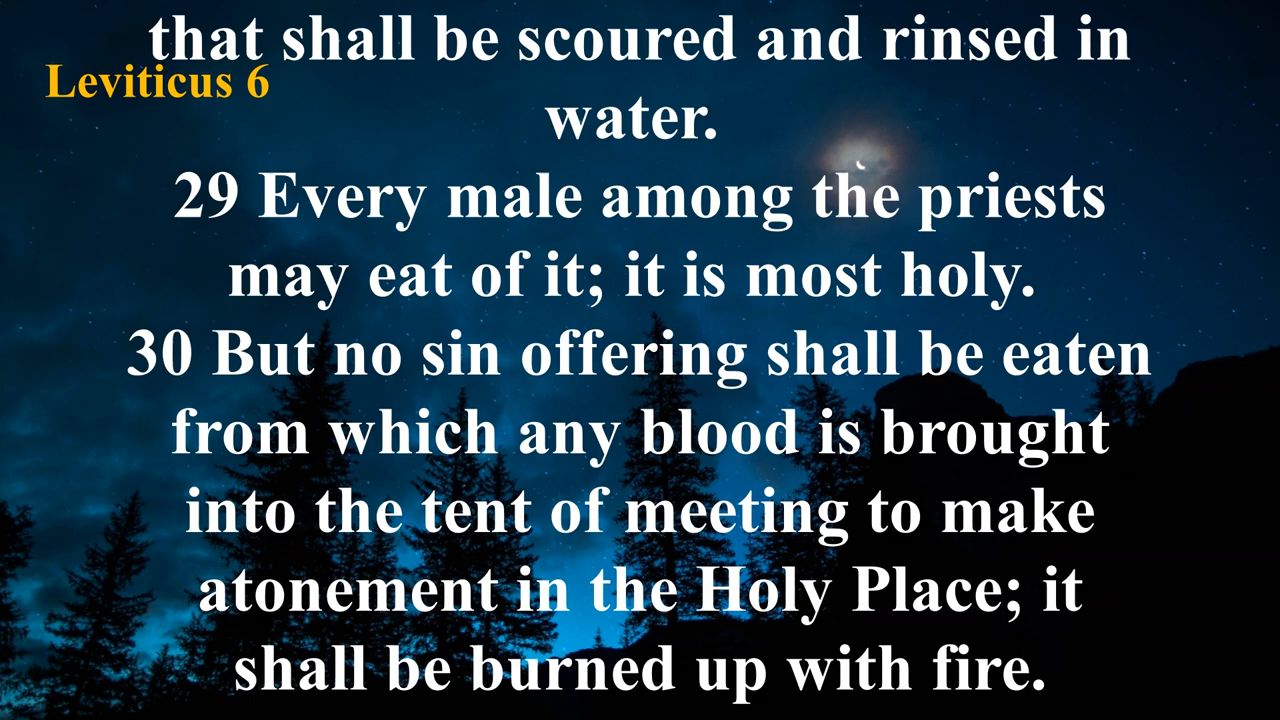 that shall be scoured and rinsed in
Leviticus 6
water.
29 Every male among the priests
may eat of it; it is most holy.
30 But no sin offering shall be eaten
from which any blood is brought
into the tent of meeting to make
atonement in the Holy Place; it
shall be burned up with fire.